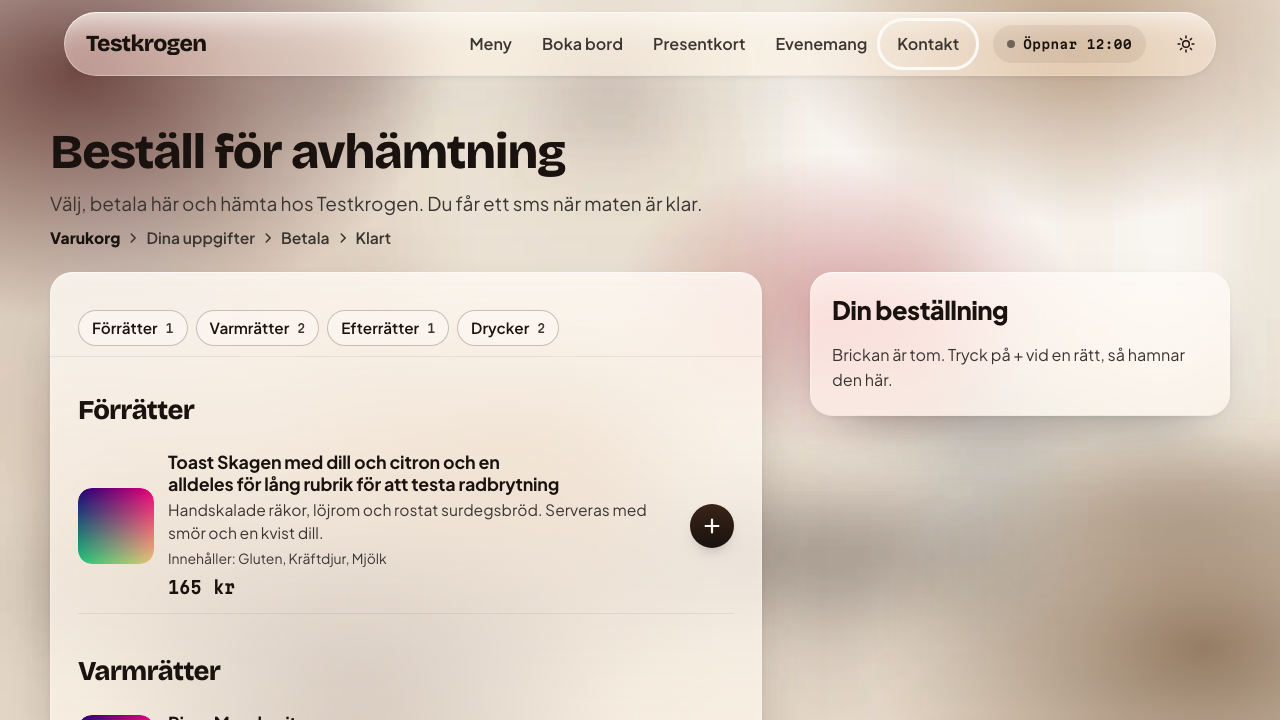 Testkrogen
Meny
Boka bord
Presentkort
Evenemang
Kontakt
Öppnar 12:00
Beställ för avhämtning
Välj, betala här och hämta hos Testkrogen. Du får ett sms när maten är klar.
Varukorg > Dina uppgifter > Betala > Klart
Förrätter 1
Varmrätter 2
Efterrätter 1
Drycker 2
Förrätter
Toast Skagen med dill och citron och en
alldeles för lång rubrik för att testa radbrytning
Handskalade räkor, löjrom och rostat surdegsbröd. Serveras med
smör och en kvist dill.
Innehåller: Gluten, Kräftdjur, Mjölk
165 kr
Varmrätter
Din beställning
Brickan är tom. Tryck på + vid en rätt, så hamnar
den här.